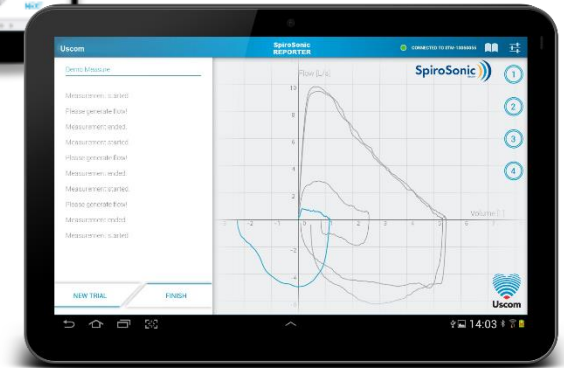 Uscom
SpiroSonic
REPORTER
Demo Measure
Measurement started.
Please generate flow!
Measurement ended.
Measurement started.
Please generate flow!
Measurement ended.
Measurement started.
Please generate flow!
Measurement ended.
Measurement started.
NEW TRIAL
FINISH
Flow [L/s]
SpiroSonic
1
2
3
4
10
8
6
4
2
-2 -1 0 1 2 3 4 5 6 7
Volume
-2
-4
Uscom
14:03